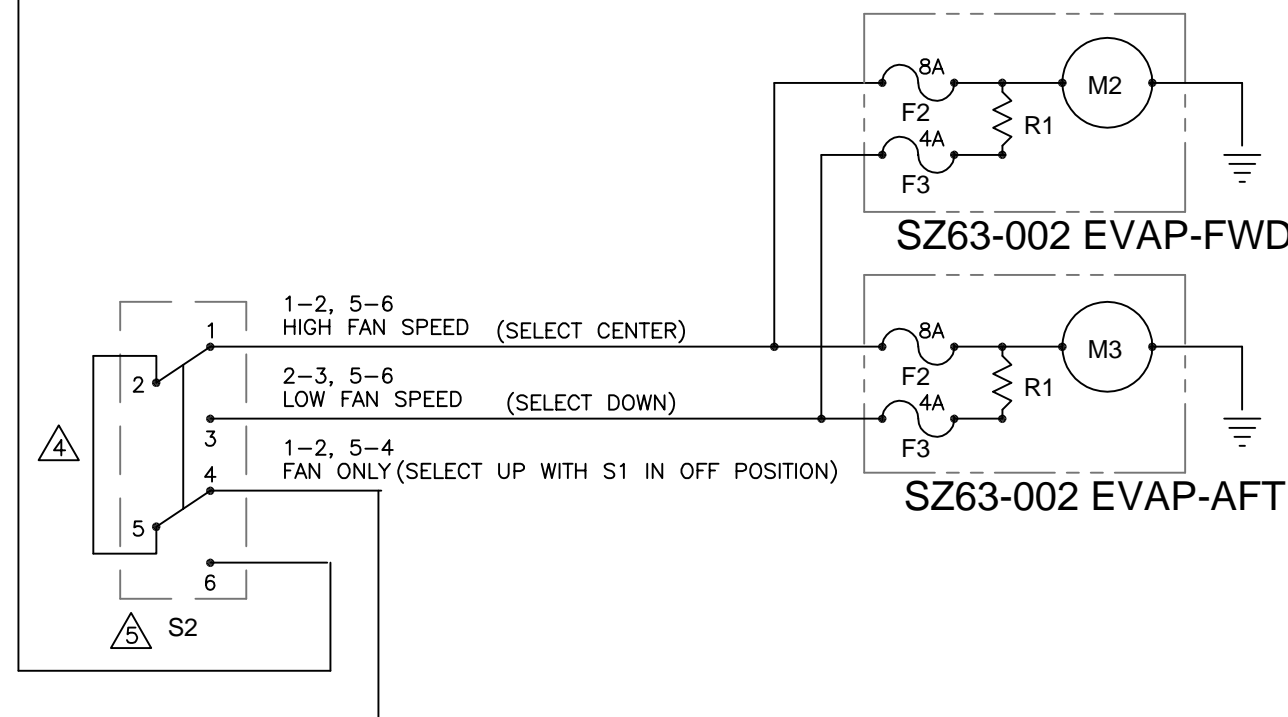 8A
M2
F2
R1
4A
F3
SZ63-002 EVAP-FWD
1-2, 5-6
HIGH FAN SPEED (SELECT CENTER)
1
2
8A
M3
F2
R1
4A
F3
2-3, 5-6
LOW FAN SPEED (SELECT DOWN)
3
4
1-2, 5-4
FAN ONLY (SELECT UP WITH S1 IN OFF POSITION)
4
SZ63-002 EVAP-AFT
5
6
5
S2